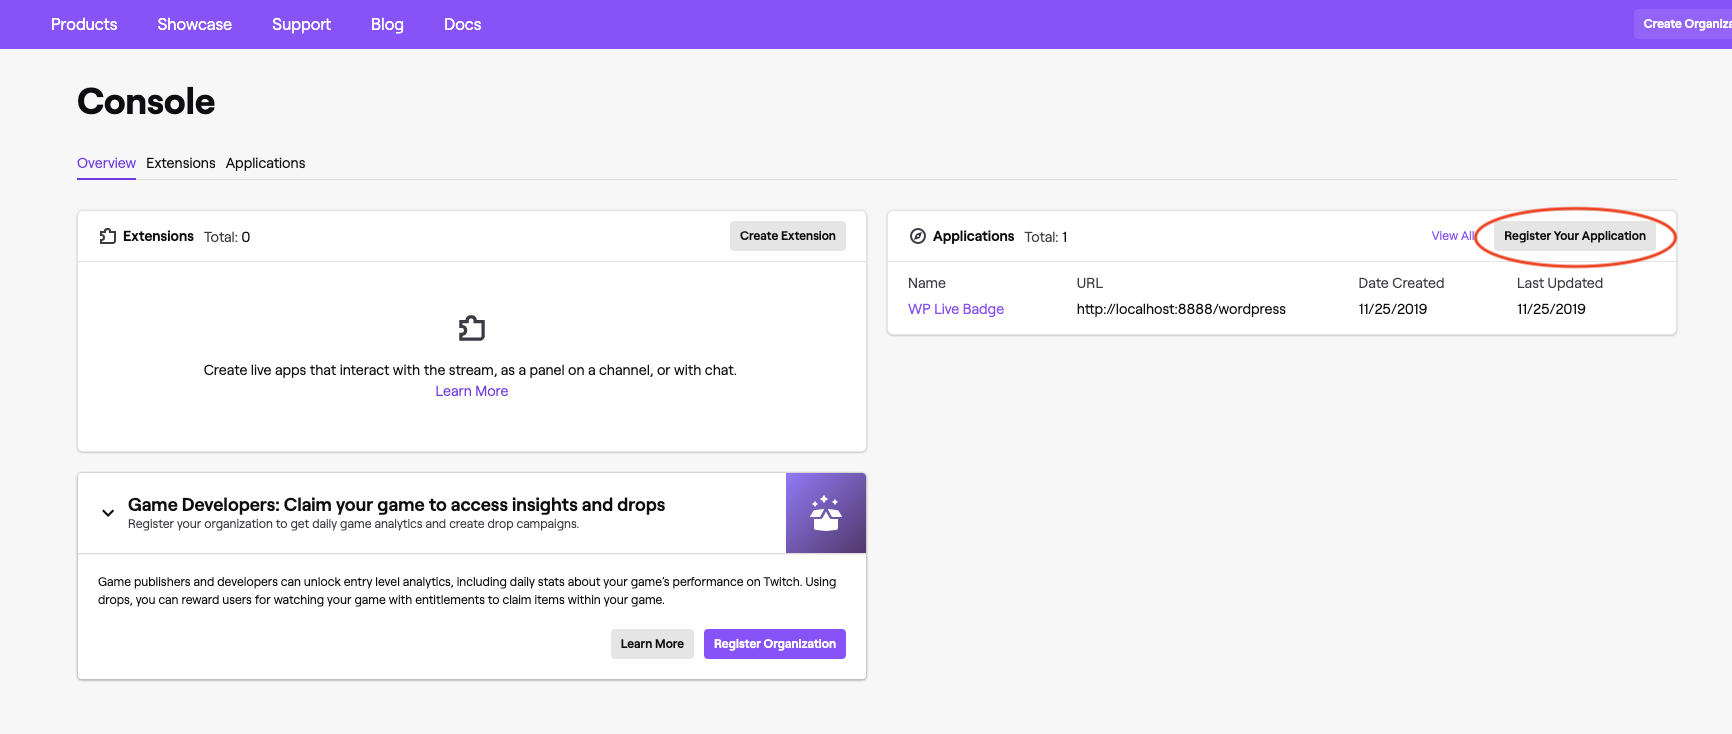 Products Showcase Support Blog Docs Create Organiza
Console
Overview Extensions Applications
Extensions Total: 0 Create Extension
Create live apps that interact with the stream, as a panel on a channel, or with chat.
Learn More
Applications Total: 1 View All Register Your Application
Name URL Date Created Last Updated
WP Live Badge http://localhost:8888/wordpress 11/25/2019 11/25/2019
Game Developers: Claim your game to access insights and drops
Register your organization to get daily game analytics and create drop campaigns.
Game publishers and developers can unlock entry level analytics, including daily stats about your game's performance on Twitch. Using
drops, you can reward users for watching your game with entitlements to claim items within your game.
Learn More Register Organization